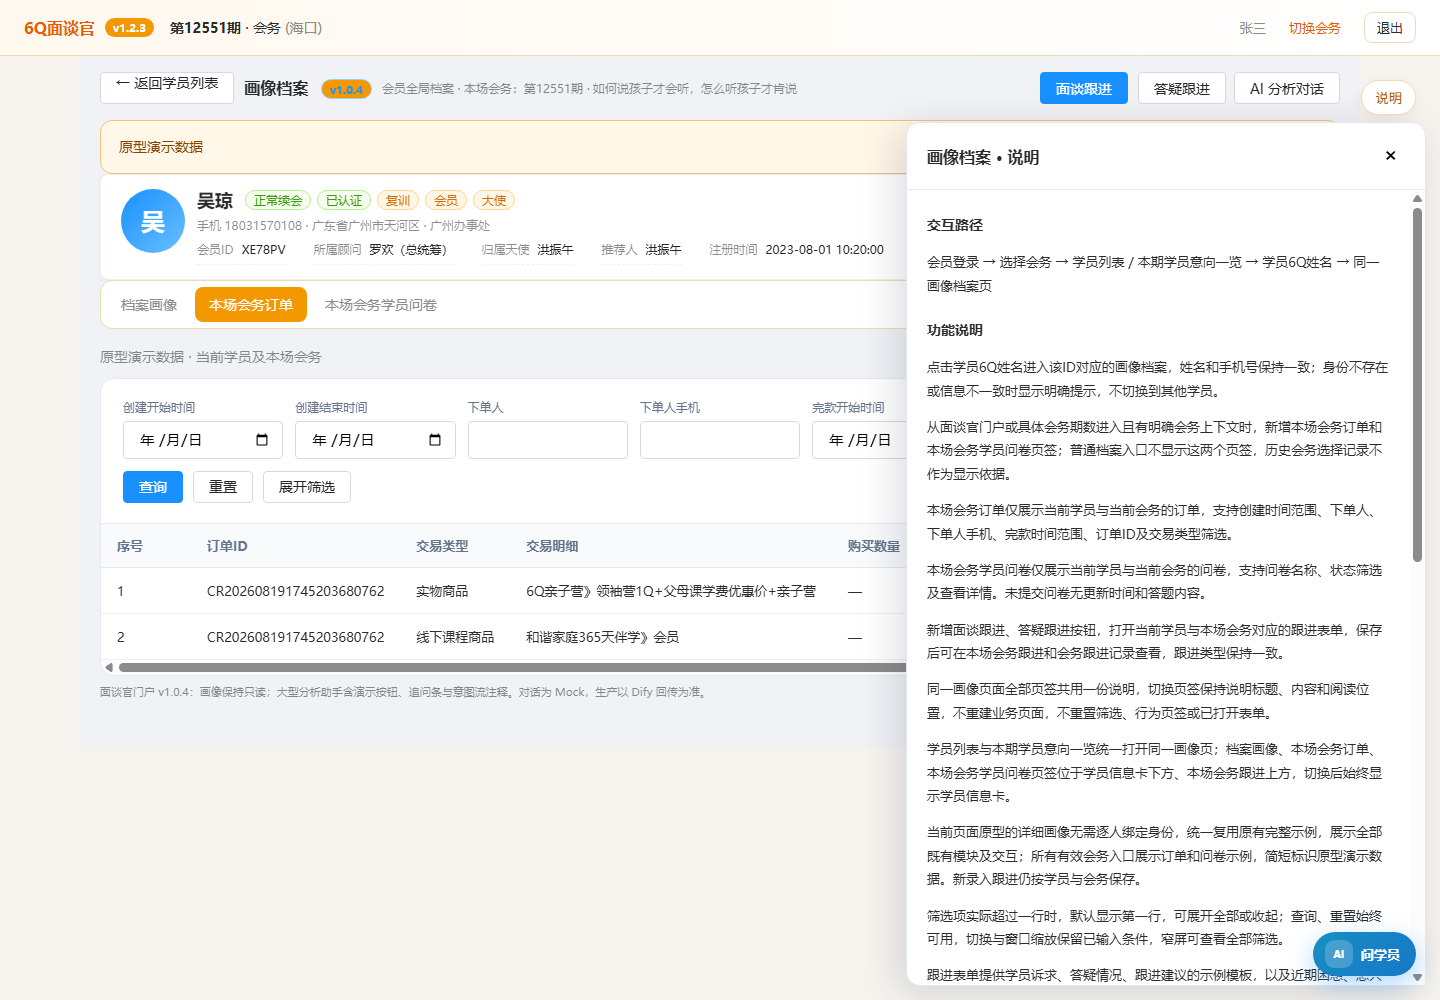 6Q面谈官 v1.2.3 第12551期 · 会务 (海口) 张三 切换会务 退出
← 返回学员列表 画像档案 v1.0.4 会员全局档案 · 本场会务：第12551期 · 如何说孩子才会听，怎么听孩子才肯说 面谈跟进 答疑跟进 AI 分析对话 说明
原型演示数据
吴 吴琼 正常续会 已认证 复训 会员 大使
手机 18031570108 · 广东省广州市天河区 · 广州办事处
会员ID XE78PV 所属顾问 罗欢（总统筹） 归属天使 洪振午 推荐人 洪振午 注册时间 2023-08-01 10:20:00
档案画像 本场会务订单 本场会务学员问卷
原型演示数据 · 当前学员及本场会务
创建开始时间 创建结束时间 下单人 下单人手机 完款开始时间
年 /月/日 年 /月/日 年 /月/日
查询 重置 展开筛选
序号 订单ID 交易类型 交易明细 购买数量
1 CR202608191745203680762 实物商品 6Q亲子营》领袖营1Q+父母课学费优惠价+亲子营 —
2 CR202608191745203680762 线下课程商品 和谐家庭365天伴学》会员 —
面谈官门户 v1.0.4：画像保持只读；大型分析助手含演示按钮、追问条与意图流注释。对话为 Mock，生产以 Dify 回传为准。
画像档案 • 说明 ×
交互路径
会员登录 → 选择会务 → 学员列表 / 本期学员意向一览 → 学员6Q姓名 → 同一
画像档案页
功能说明
点击学员6Q姓名进入该ID对应的画像档案，姓名和手机号保持一致；身份不存在
或信息不一致时显示明确提示，不切换到其他学员。
从面谈官门户或具体会务期数进入且有明确会务上下文时，新增本场会务订单和
本场会务学员问卷页签；普通档案入口不显示这两个页签，历史会务选择记录不
作为显示依据。
本场会务订单仅展示当前学员与当前会务的订单，支持创建时间范围、下单人、
下单人手机、完款时间范围、订单ID及交易类型筛选。
本场会务学员问卷仅展示当前学员与当前会务的问卷，支持问卷名称、状态筛选
及查看详情。未提交问卷无更新时间和答题内容。
新增面谈跟进、答疑跟进按钮，打开当前学员与本场会务对应的跟进表单，保存
后可在本场会务跟进和会务跟进记录查看，跟进类型保持一致。
同一画像页面全部页签共用一份说明，切换页签保持说明标题、内容和阅读位
置，不重建业务页面，不重置筛选、行为页签或已打开表单。
学员列表与本期学员意向一览统一打开同一画像页；档案画像、本场会务订单、
本场会务学员问卷页签位于学员信息卡下方、本场会务跟进上方，切换后始终显
示学员信息卡。
当前页面原型的详细画像无需逐人绑定身份，统一复用原有完整示例，展示全部
既有模块及交互；所有有效会务入口展示订单和问卷示例，简短标识原型演示数
据。新录入跟进仍按学员与会务保存。
筛选项实际超过一行时，默认显示第一行，可展开全部或收起；查询、重置始终
可用，切换与窗口缩放保留已输入条件，窄屏可查看全部筛选。
跟进表单提供学员诉求、答疑情况、跟进建议的示例模板，以及近期困惑、
AI 问学员